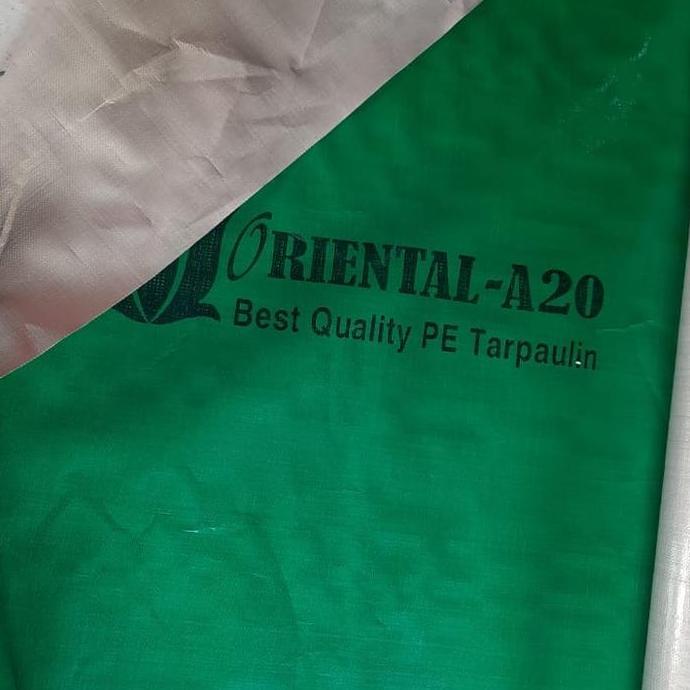 ORIENTAL-A20
Best Quality PE Tarpaulin